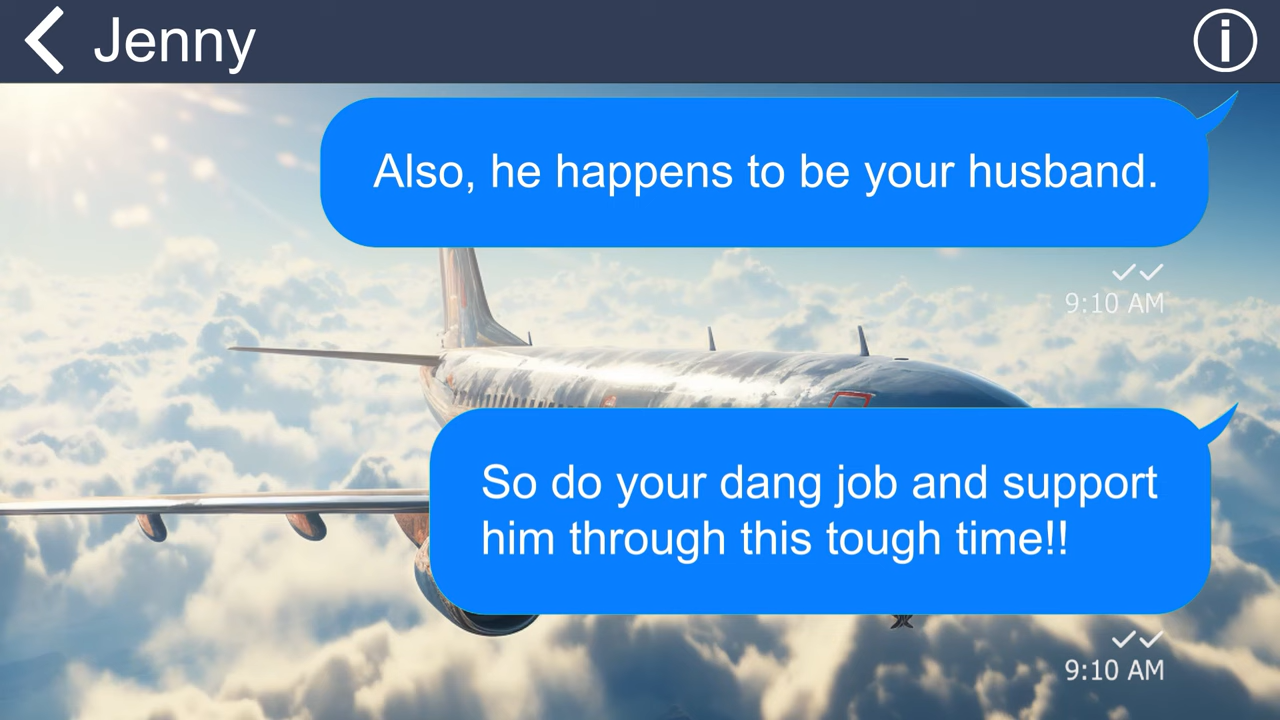 Jenny
Also, he happens to be your husband.
9:10 AM
So do your dang job and support
him through this tough time!!
9:10 AM